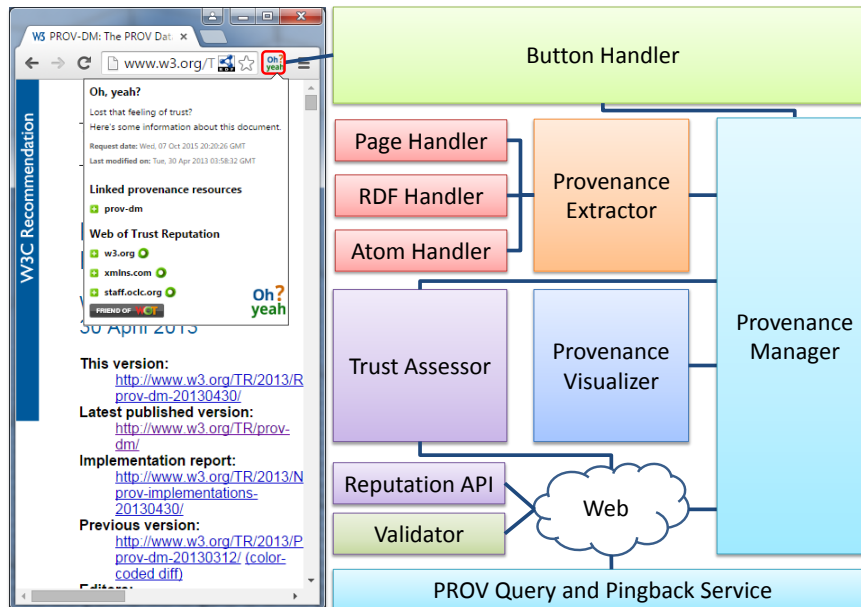 W3 PROV-DM: The PROV Dat
www.w3.org/T
RDF
Oh?
yeah
W3C Recommendation
Oh, yeah?
Lost that feeling of trust?
Here's some information about this document.
Request date: Wed, 07 Oct 2015 20:20:26 GMT
Last modified on: Tue, 30 Apr 2013 03:58:32 GMT
Linked provenance resources
prov-dm
Web of Trust Reputation
w3.org
xmlns.com
staff.oclc.org
FRIEND OF WOT
Oh?
yeah
30 April 2013
This version:
http://www.w3.org/TR/2013/R
prov-dm-20130430/
Latest published version:
http://www.w3.org/TR/prov-
dm/
Implementation report:
http://www.w3.org/TR/2013/N
prov-implementations-
20130430/
Previous version:
http://www.w3.org/TR/2013/P
prov-dm-20130312/ (color-
coded diff)
Editors:
Button Handler
Page Handler
RDF Handler
Atom Handler
Provenance
Extractor
Provenance
Manager
Trust Assessor
Provenance
Visualizer
Reputation API
Validator
Web
PROV Query and Pingback Service